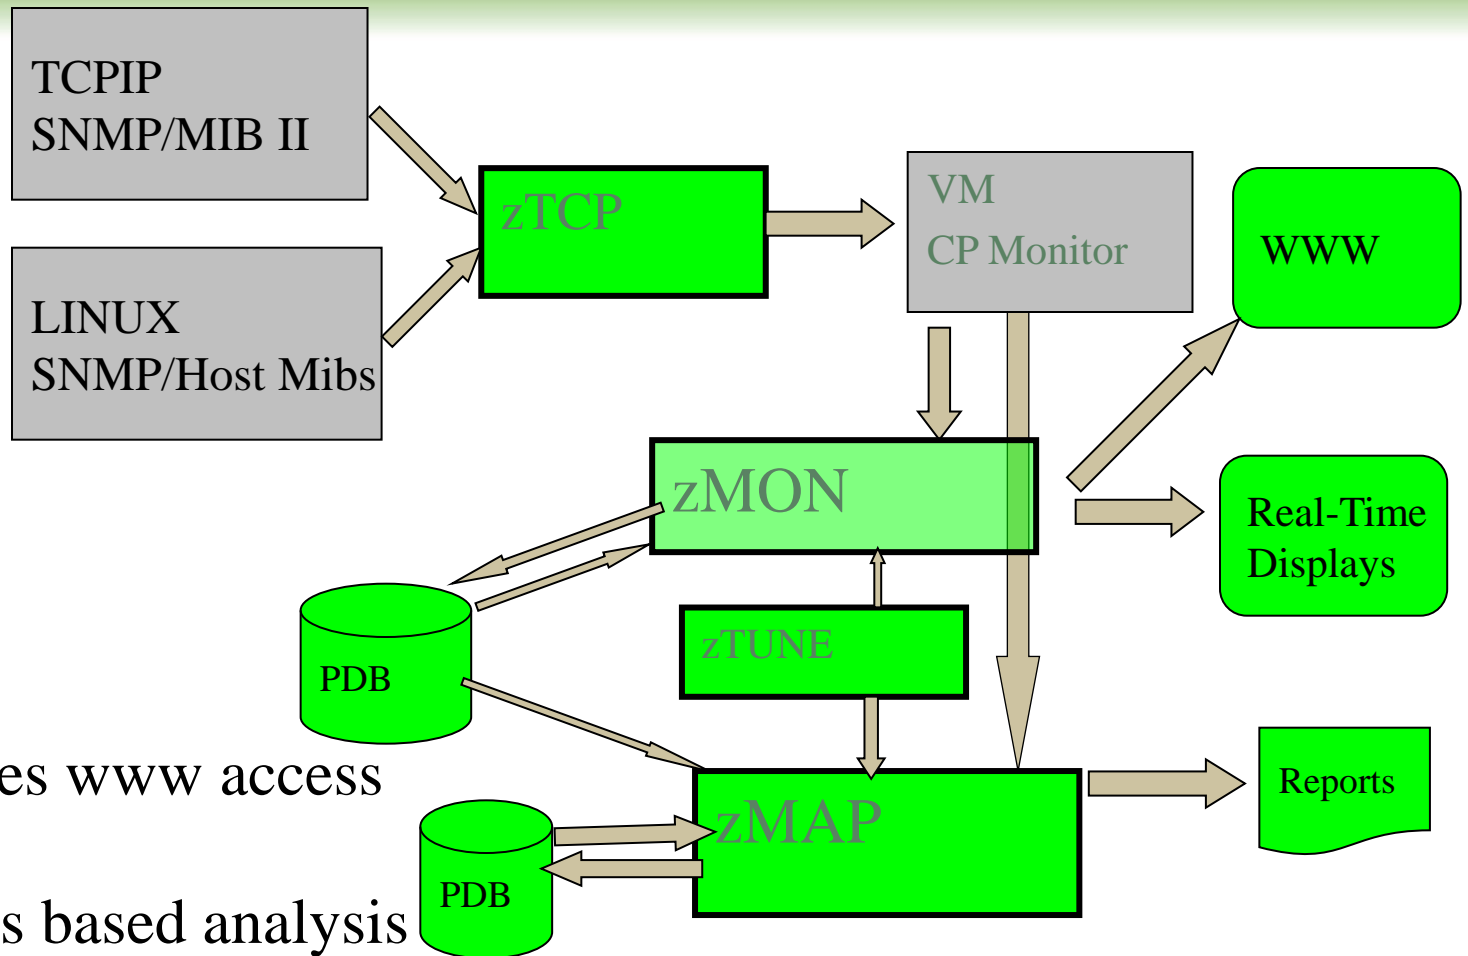 TCPIP
SNMP/MIB II
zTCP
VM
CP Monitor
WWW
LINUX
SNMP/Host Mibs
zMON
Real-Time
Displays
zTUNE
PDB
es www access
zMAP
Reports
PDB
s based analysis